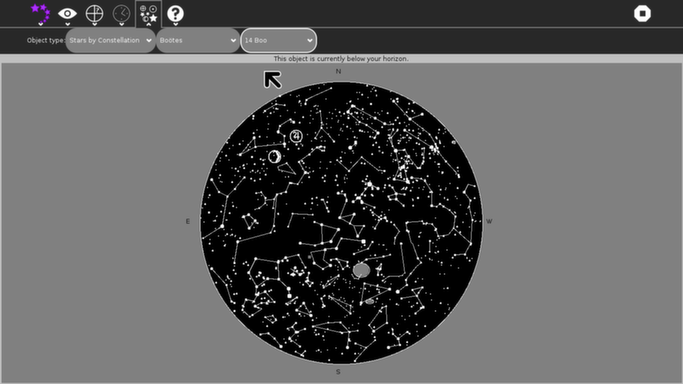 Object type: Stars by Constellation Boötes 14 Boo
This object is currently below your horizon.
N
E W
S